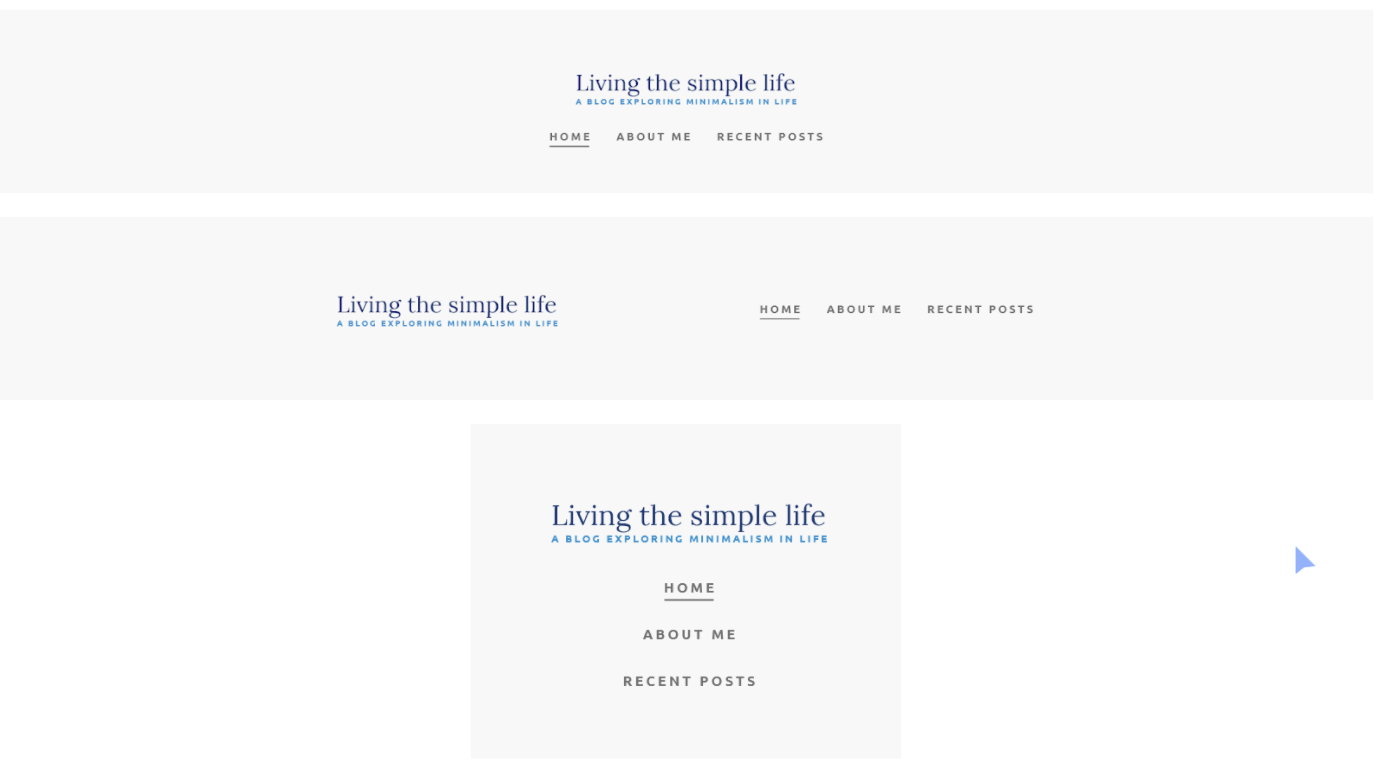 Living the simple life
A BLOG EXPLORING MINIMALISM IN LIFE
HOME ABOUT ME RECENT POSTS
Living the simple life
A BLOG EXPLORING MINIMALISM IN LIFE
HOME ABOUT ME RECENT POSTS
Living the simple life
A BLOG EXPLORING MINIMALISM IN LIFE
HOME
ABOUT ME
RECENT POSTS